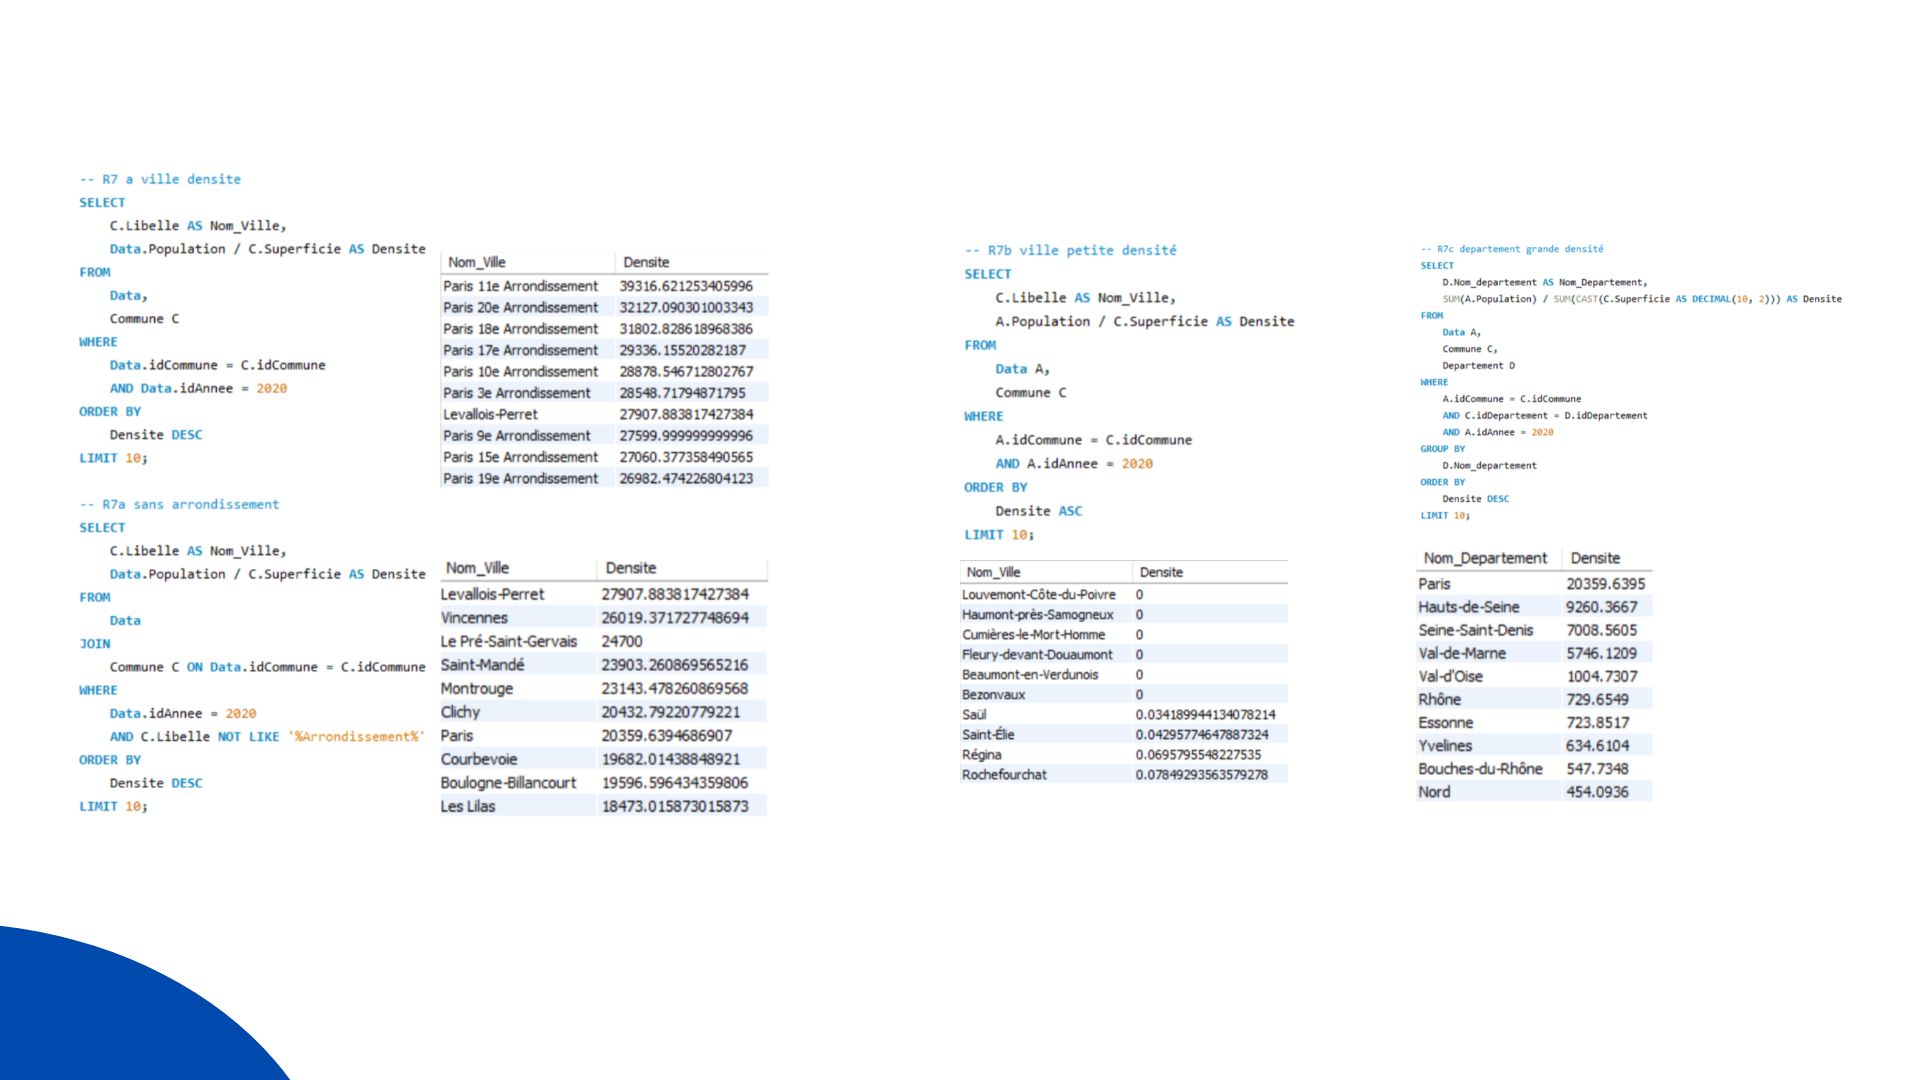 -- R7 a ville densite
SELECT
C.Libelle AS Nom_Ville,
Data.Population / C.Superficie AS Densite
FROM
Data,
Commune C
WHERE
Data.idCommune = C.idCommune
AND Data.idAnnee = 2020
ORDER BY
Densite DESC
LIMIT 10;
Nom_Ville Densite
Paris 11e Arrondissement 39316.621253405996
Paris 20e Arrondissement 32127.090301003343
Paris 18e Arrondissement 31802.828618968386
Paris 17e Arrondissement 29336.15520282187
Paris 10e Arrondissement 28878.546712802767
Paris 3e Arrondissement 28548.71794871795
Levallois-Perret 27907.883817427384
Paris 9e Arrondissement 27599.999999999996
Paris 15e Arrondissement 27060.377358490565
Paris 19e Arrondissement 26982.474226804123
-- R7a sans arrondissement
SELECT
C.Libelle AS Nom_Ville,
Data.Population / C.Superficie AS Densite
FROM
Data
JOIN
Commune C ON Data.idCommune = C.idCommune
WHERE
Data.idAnnee = 2020
AND C.Libelle NOT LIKE '%Arrondissement%'
ORDER BY
Densite DESC
LIMIT 10;
Nom_Ville Densite
Levallois-Perret 27907.883817427384
Vincennes 26019.371727748694
Le Pré-Saint-Gervais 24700
Saint-Mandé 23903.260869565216
Montrouge 23143.478260869568
Clichy 20432.79220779221
Paris 20359.6394686907
Courbevoie 19682.01438848921
Boulogne-Billancourt 19596.596434359806
Les Lilas 18473.015873015873
-- R7b ville petite densité
SELECT
C.Libelle AS Nom_Ville,
A.Population / C.Superficie AS Densite
FROM
Data A,
Commune C
WHERE
A.idCommune = C.idCommune
AND A.idAnnee = 2020
ORDER BY
Densite ASC
LIMIT 10;
Nom_Ville Densite
Louvemont-Côte-du-Poivre 0
Haumont-près-Samogneux 0
Cumières-le-Mort-Homme 0
Fleury-devant-Douaumont 0
Beaumont-en-Verdunois 0
Bezonvaux 0
Saül 0.034189944134078214
Saint-Élie 0.04295774647887324
Régina 0.0695795548227535
Rochefourchat 0.07849293563579278
-- R7c departement grande densité
SELECT
D.Nom_departement AS Nom_Departement,
SUM(A.Population) / SUM(CAST(C.Superficie AS DECIMAL(10, 2))) AS Densite
FROM
Data A,
Commune C,
Departement D
WHERE
A.idCommune = C.idCommune
AND C.idDepartement = D.idDepartement
AND A.idAnnee = 2020
GROUP BY
D.Nom_departement
ORDER BY
Densite DESC
LIMIT 10;
Nom_Departement Densite
Paris 20359.6395
Hauts-de-Seine 9260.3667
Seine-Saint-Denis 7008.5605
Val-de-Marne 5746.1209
Val-d'Oise 1004.7307
Rhône 729.6549
Essonne 723.8517
Yvelines 634.6104
Bouches-du-Rhône 547.7348
Nord 454.0936